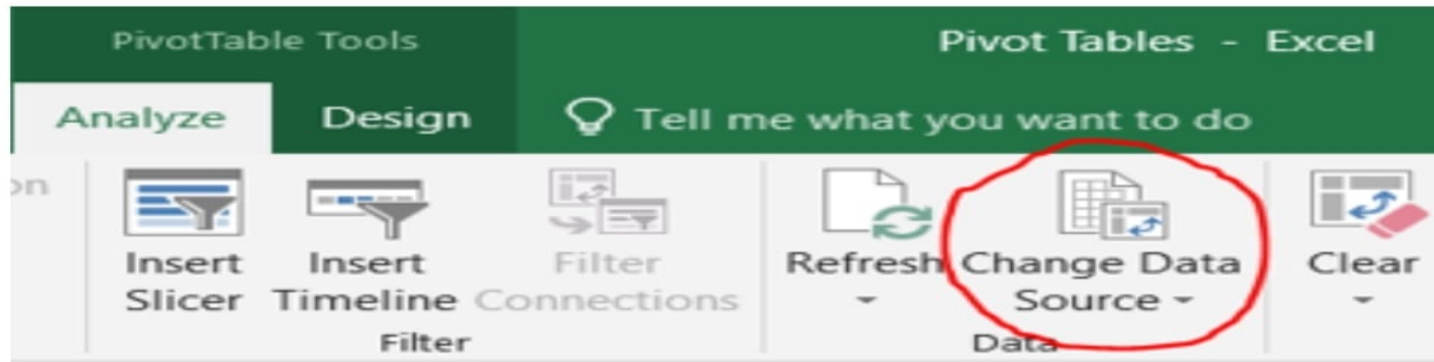 PivotTable Tools
Pivot Tables - Excel
Analyze
Design
Tell me what you want to do
on
Insert Slicer
Insert Timeline
Filter Connections
Refresh
Change Data Source
Clear
Filter
Data